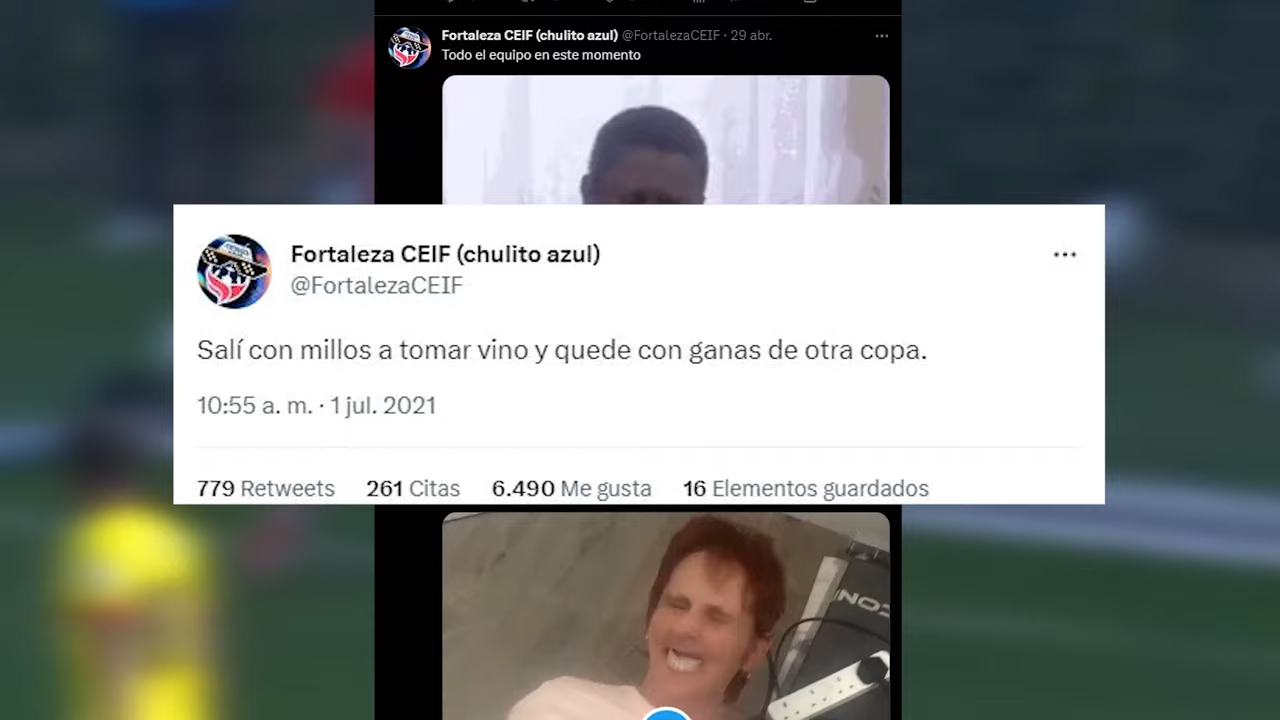 Fortaleza CEIF (chulito azul) @FortalezaCEIF · 29 abr.
Todo el equipo en este momento
Fortaleza CEIF (chulito azul)
@FortalezaCEIF
Salí con millos a tomar vino y quede con ganas de otra copa.
10:55 a. m. · 1 jul. 2021
779 Retweets 261 Citas 6.490 Me gusta 16 Elementos guardados